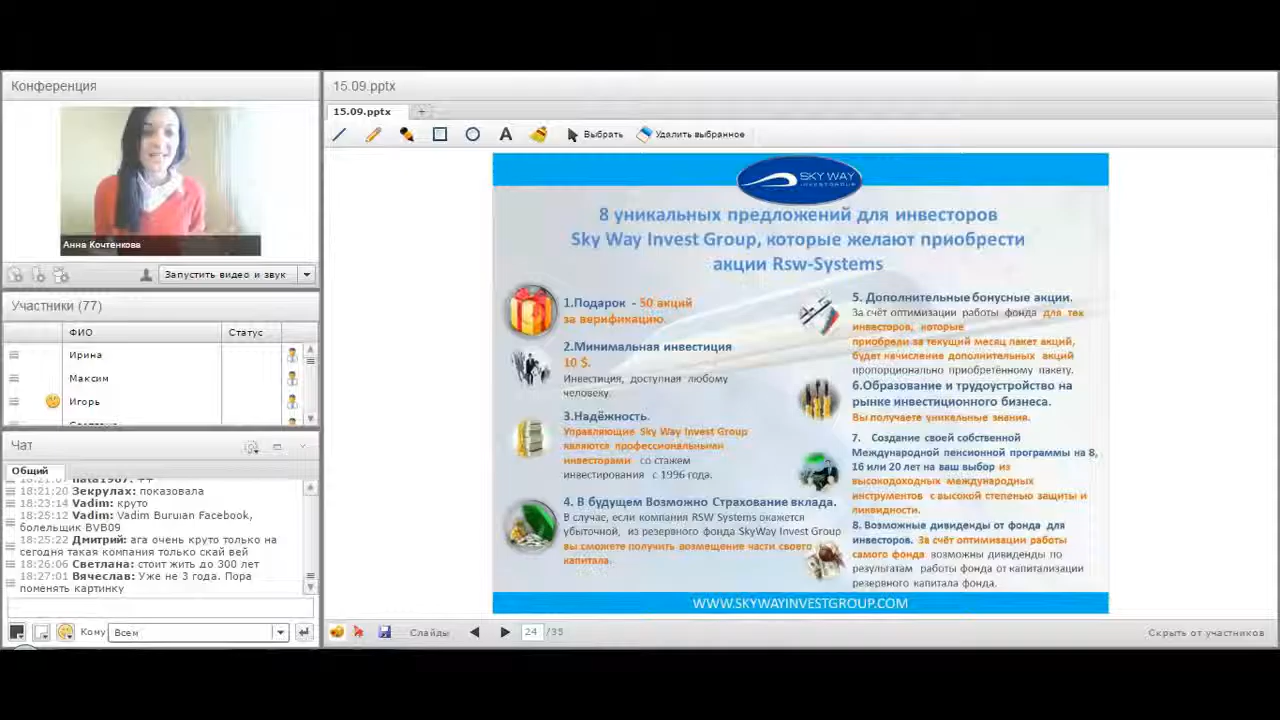 Конференция
Анна Кочтенкова
Запустить видео и звук
Участники (77)
ФИО
Статус
Ирина
Максим
Игорь
Чат
Общий
18:21:20 Зекрулах: показовала
18:23:14 Vadim: круто
18:25:12 Vadim: Vadim Buruian Facebook,
болельщик BVB09
18:25:22 Дмитрий: ага очень круто только на
сегодня такая компания только скай вей
18:26:06 Светлана: стоит жить до 300 лет
18:27:01 Вячеслав: Уже не 3 года. Пора
поменять картинку
Кому
Всем
15.09.pptx
15.09.pptx
+
A
Выбрать
Удалить выбранное
SKY WAY
INVESTGROUP
8 уникальных предложений для инвесторов
Sky Way Invest Group, которые желают приобрести
акции Rsw-Systems
1.Подарок - 50 акций
за верификацию.
2.Минимальная инвестиция
10 $.
Инвестиция, доступная любому
человеку.
3.Надёжность.
Управляющие Sky Way Invest Group
являются профессиональными
инвесторами со стажем
инвестирования с 1996 года.
4. В будущем Возможно Страхование вклада.
В случае, если компания RSW Systems окажется
убыточной, из резервного фонда SkyWay Invest Group
вы сможете получить возмещение части своего
капитала.
5. Дополнительные бонусные акции.
За счёт оптимизации работы фонда для тех
инвесторов, которые
приобрели за текущий месяц пакет акций,
будет начисление дополнительных акций
пропорционально приобретённому пакету.
6.Образование и трудоустройство на
рынке инвестиционного бизнеса.
Вы получаете уникальные знания.
7. Создание своей собственной
Международной пенсионной программы на 8,
16 или 20 лет на ваш выбор из
высокодоходных международных
инструментов с высокой степенью защиты и
ликвидности.
8. Возможные дивиденды от фонда для
инвесторов. За счёт оптимизации работы
самого фонда возможны дивиденды по
результатам работы фонда от капитализации
резервного капитала фонда.
WWW.SKYWAYINVESTGROUP.COM
Слайды
24 /35
Скрыть от участников